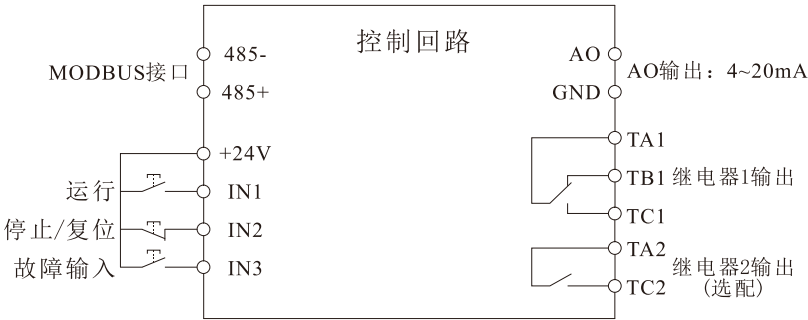 控制回路
MODBUS接口
485-
485+
+24V
运行
IN1
停止/复位
IN2
故障输入
IN3
AO
GND
AO输出：4~20mA
TA1
TB1
TC1
继电器1输出
TA2
TC2
继电器2输出
(选配)